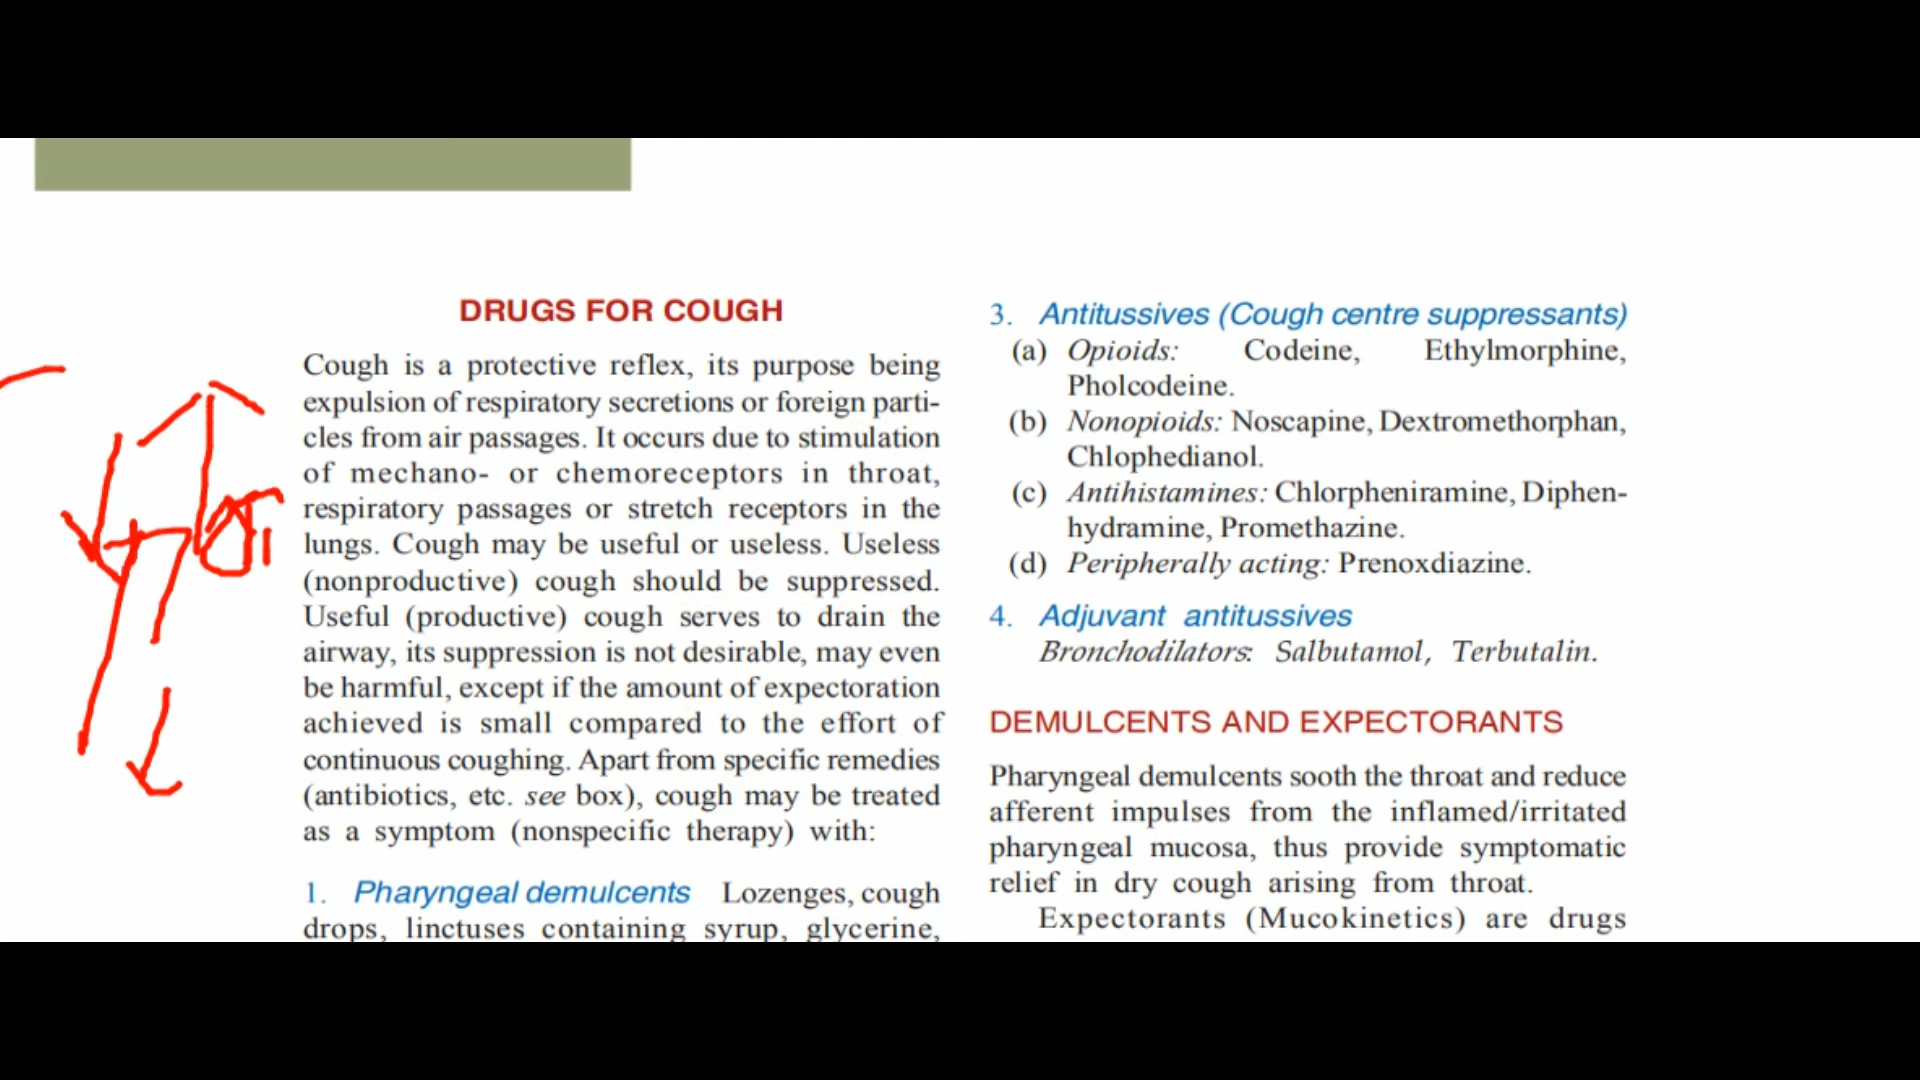 DRUGS FOR COUGH
Cough is a protective reflex, its purpose being
expulsion of respiratory secretions or foreign parti-
cles from air passages. It occurs due to stimulation
of mechano- or chemoreceptors in throat,
respiratory passages or stretch receptors in the
lungs. Cough may be useful or useless. Useless
(nonproductive) cough should be suppressed.
Useful (productive) cough serves to drain the
airway, its suppression is not desirable, may even
be harmful, except if the amount of expectoration
achieved is small compared to the effort of
continuous coughing. Apart from specific remedies
(antibiotics, etc. see box), cough may be treated
as a symptom (nonspecific therapy) with:
1. Pharyngeal demulcents Lozenges, cough
drops, linctuses containing syrup, glycerine,
3. Antitussives (Cough centre suppressants)
(a) Opioids: Codeine, Ethylmorphine,
Pholcodeine.
(b) Nonopioids: Noscapine, Dextromethorphan,
Chlophedianol.
(c) Antihistamines: Chlorpheniramine, Diphen-
hydramine, Promethazine.
(d) Peripherally acting: Prenoxdiazine.
4. Adjuvant antitussives
Bronchodilators: Salbutamol, Terbutalin.
DEMULCENTS AND EXPECTORANTS
Pharyngeal demulcents sooth the throat and reduce
afferent impulses from the inflamed/irritated
pharyngeal mucosa, thus provide symptomatic
relief in dry cough arising from throat.
Expectorants (Mucokinetics) are drugs